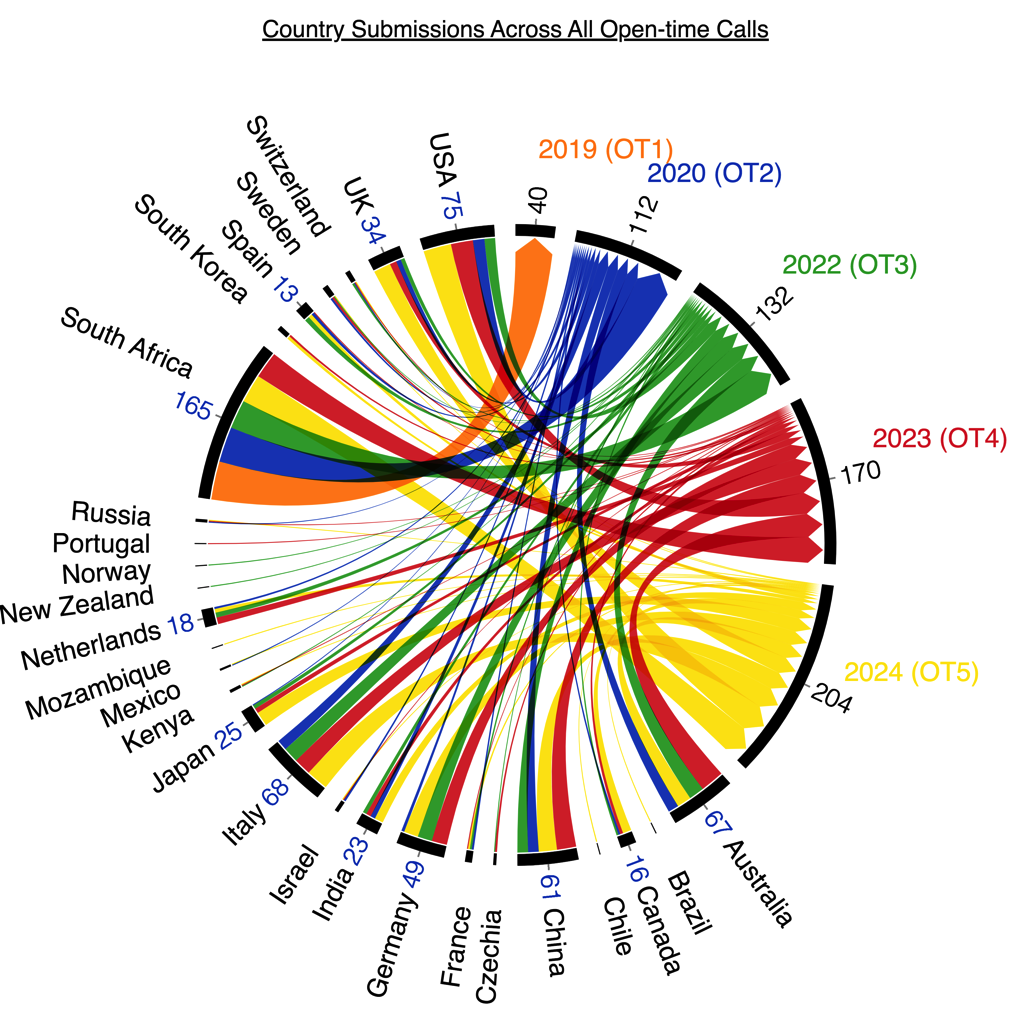 Country Submissions Across All Open-time Calls
2019 (OT1)
40
2020 (OT2)
112
2022 (OT3)
132
2023 (OT4)
170
2024 (OT5)
204
67 Australia
Brazil
16 Canada
Chile
61 China
Czechia
France
Germany 49
India 23
Israel
Italy 68
Japan 25
Kenya
Mexico
Mozambique
Netherlands 18
New Zealand
Norway
Portugal
Russia
South Africa
165
South Korea
Spain 13
Sweden
Switzerland
UK 34
USA 75